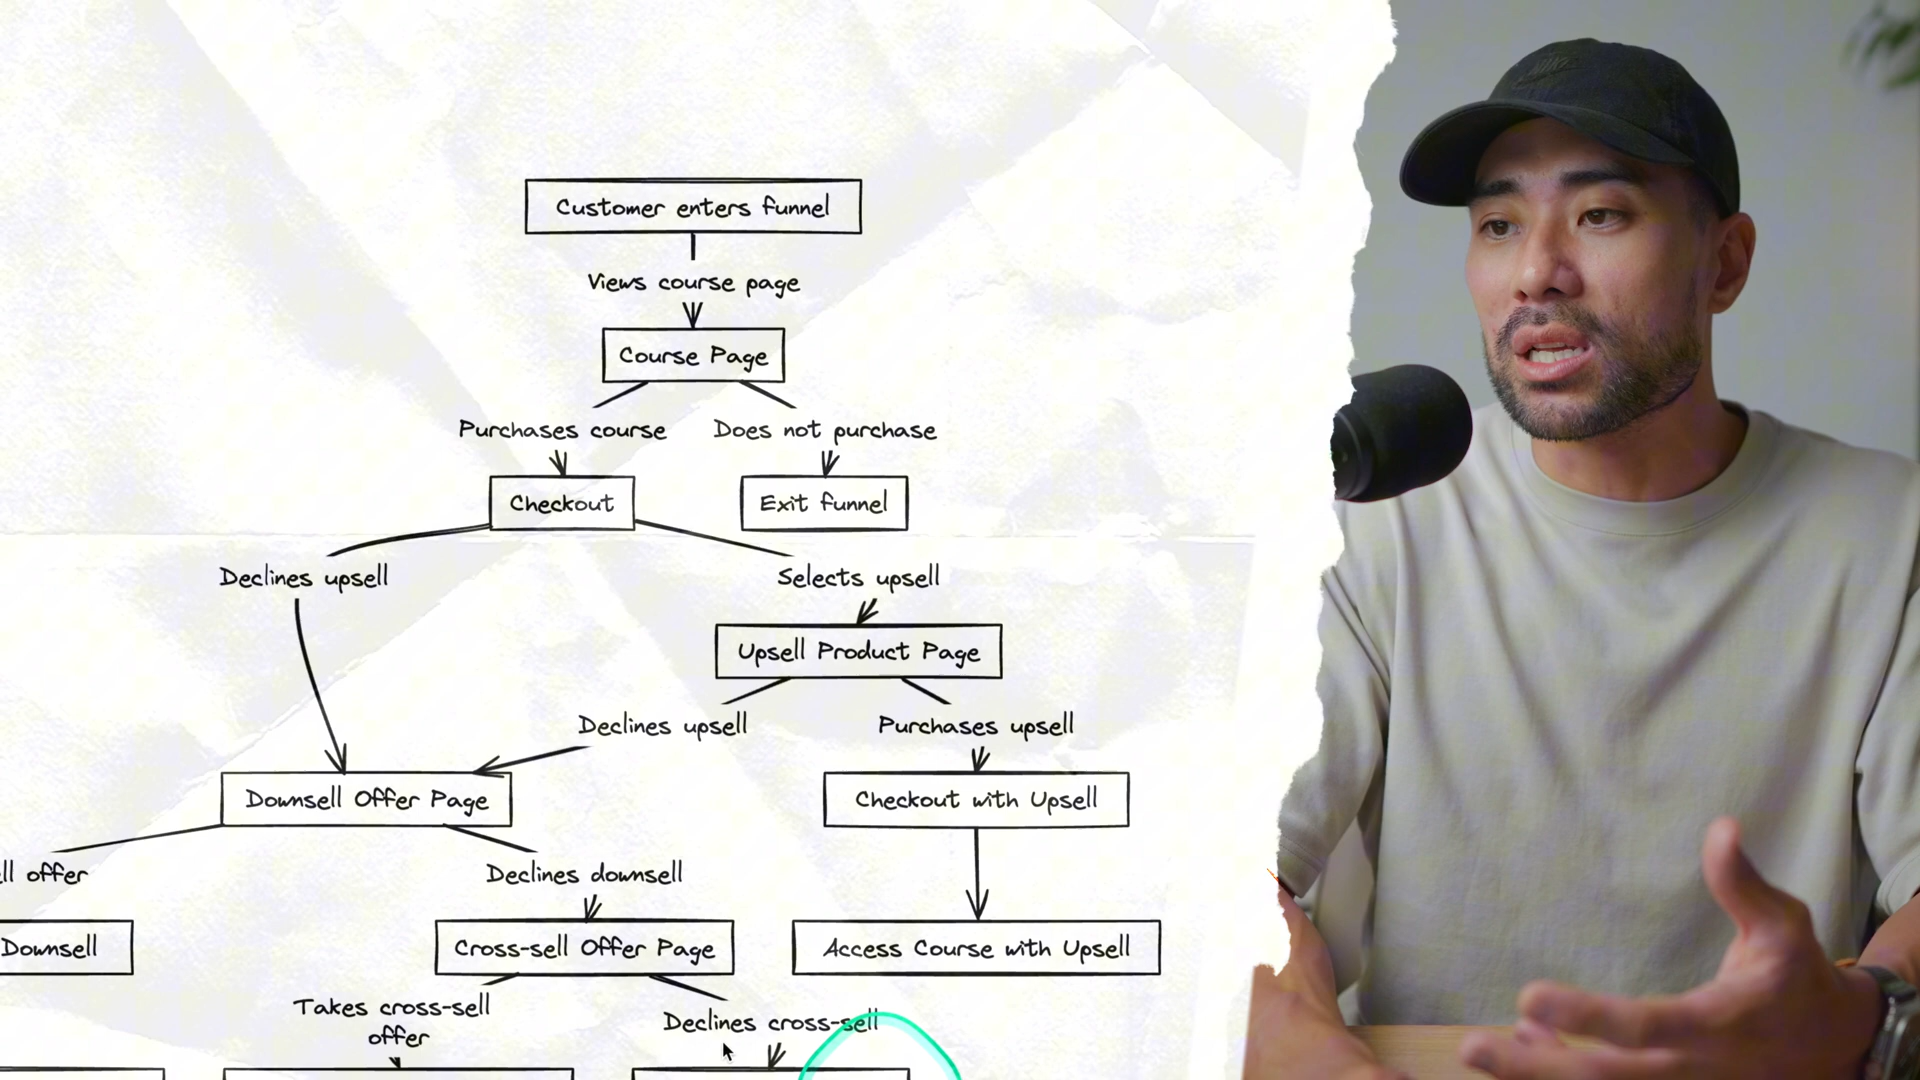 Customer enters funnel
Views course page
Course Page
Purchases course
Does not purchase
Checkout
Exit funnel
Declines upsell
Selects upsell
Upsell Product Page
Declines upsell
Purchases upsell
Downsell Offer Page
Checkout with Upsell
ll offer
Declines downsell
Downsell
Cross-sell Offer Page
Access Course with Upsell
Takes cross-sell
offer
Declines cross-sell